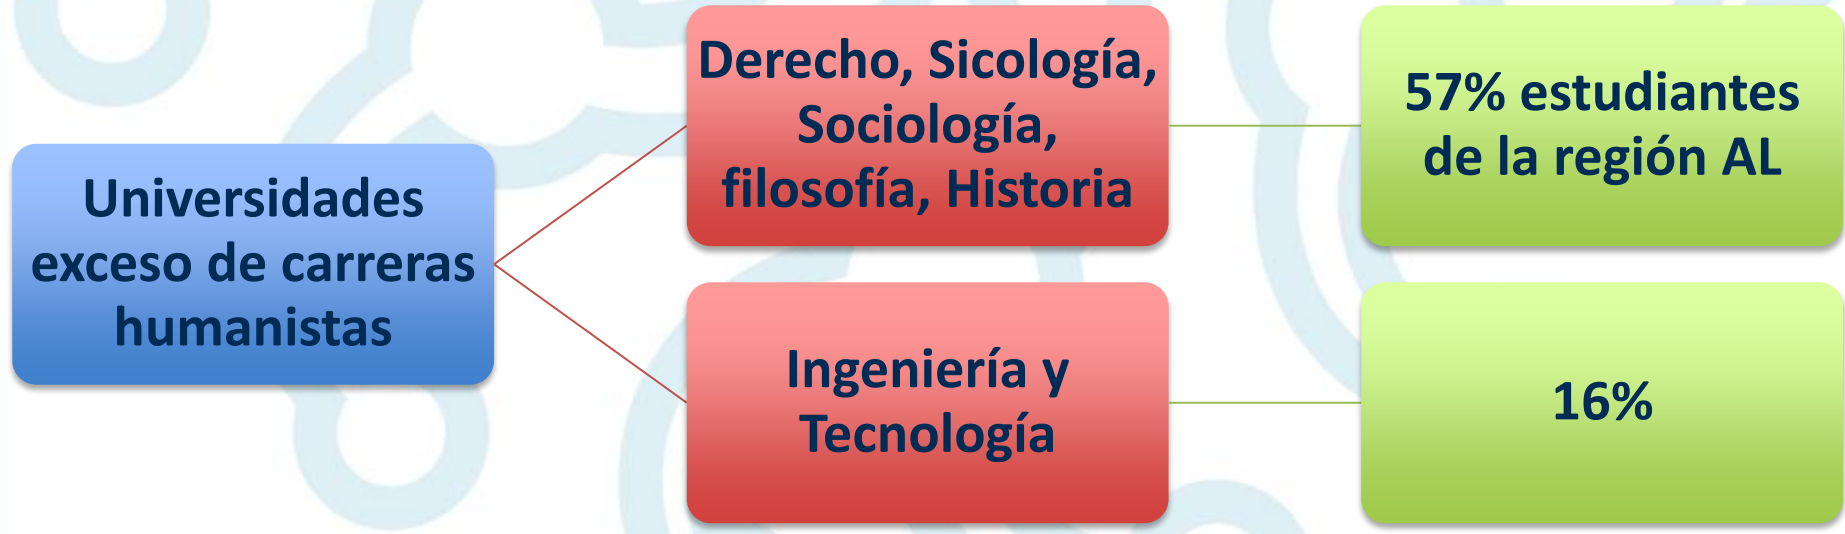 Universidades
exceso de carreras
humanistas
Derecho, Sicología,
Sociología,
filosofía, Historia
57% estudiantes
de la región AL
Ingeniería y
Tecnología
16%